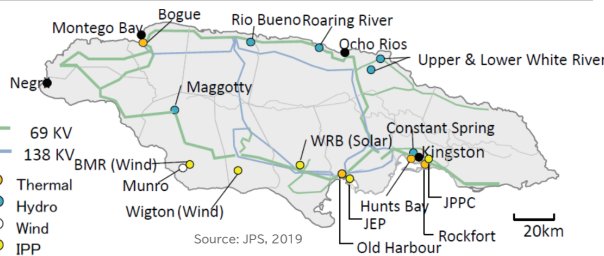 Bogue
Montego Bay
Rio Bueno
Roaring River
Ocho Rios
Upper & Lower White River
Negril
Maggotty
69 KV
138 KV
Constant Spring
WRB (Solar)
Kingston
BMR (Wind)
Munro
Wigton (Wind)
Thermal
Hydro
Wind
IPP
Hunts Bay
JPPC
JEP
Rockfort
Old Harbour
20km
Source: JPS, 2019